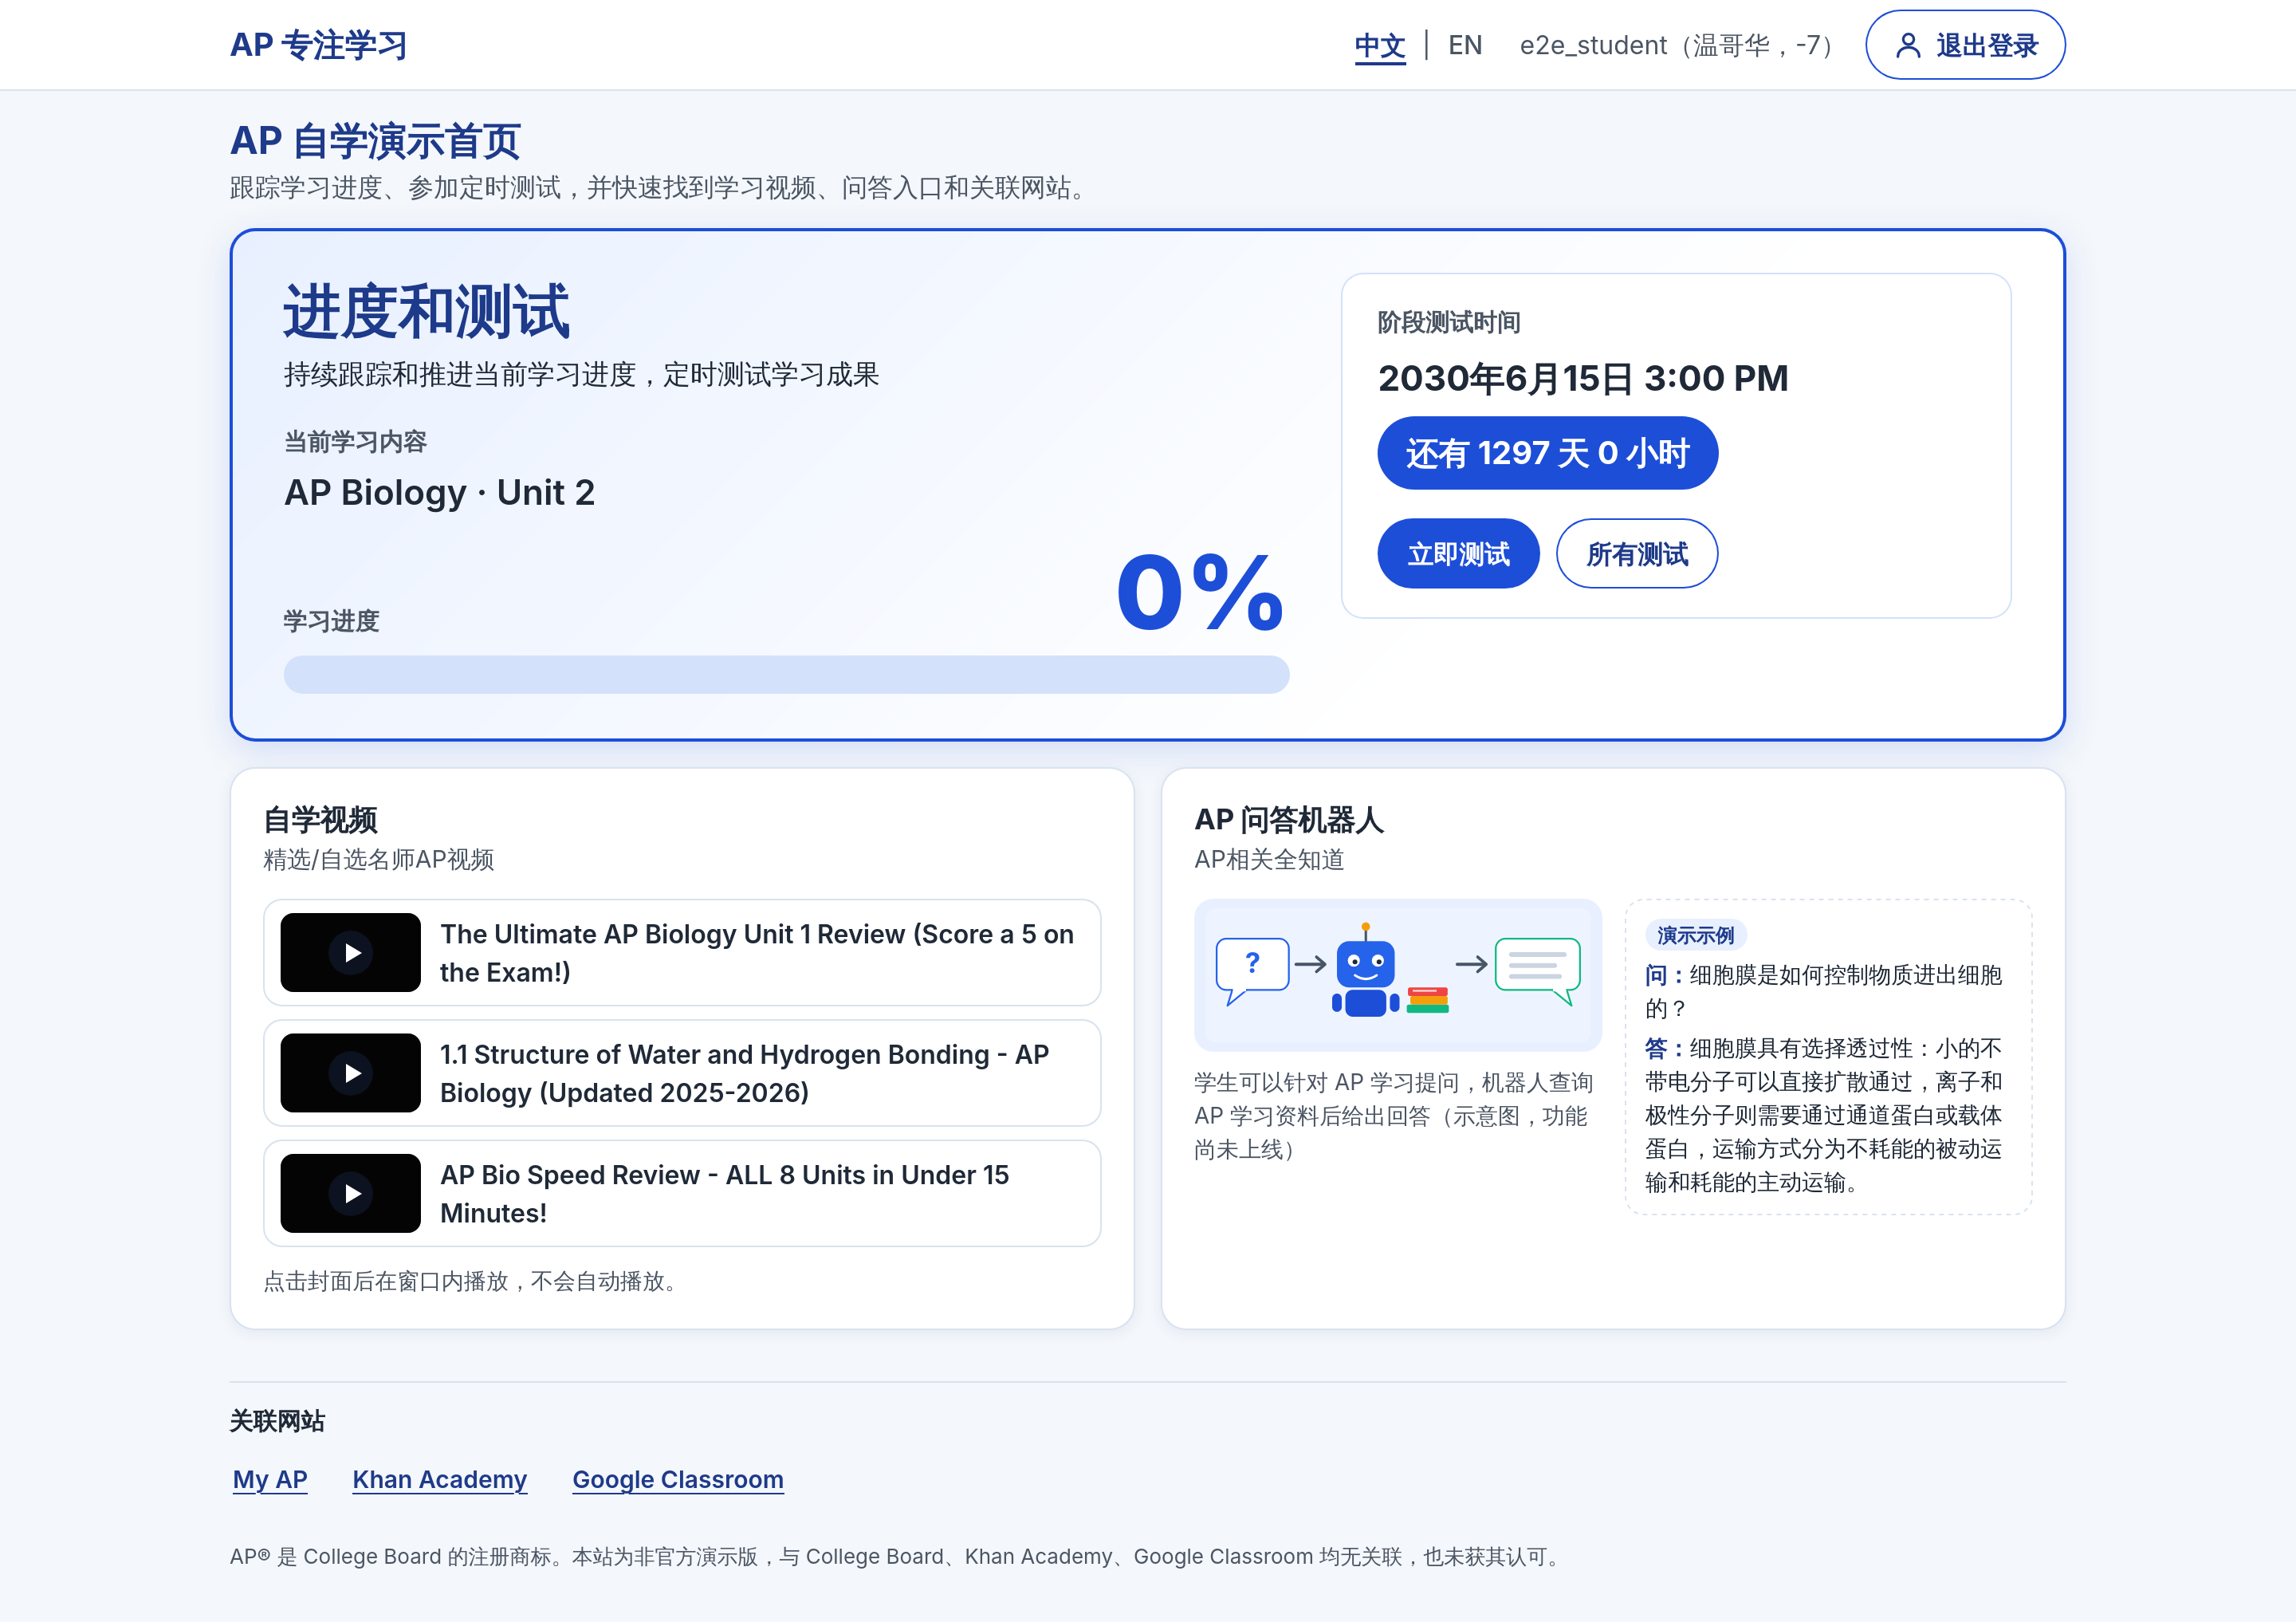 AP 专注学习
中文 | EN e2e_student（温哥华，-7） 退出登录
AP 自学演示首页
跟踪学习进度、参加定时测试，并快速找到学习视频、问答入口和关联网站。
进度和测试
持续跟踪和推进当前学习进度，定时测试学习成果
当前学习内容
AP Biology · Unit 2
学习进度
0%
阶段测试时间
2030年6月15日 3:00 PM
还有 1297 天 0 小时
立即测试 所有测试
自学视频
精选/自选名师AP视频
The Ultimate AP Biology Unit 1 Review (Score a 5 on
the Exam!)
1.1 Structure of Water and Hydrogen Bonding - AP
Biology (Updated 2025-2026)
AP Bio Speed Review - ALL 8 Units in Under 15
Minutes!
点击封面后在窗口内播放，不会自动播放。
AP 问答机器人
AP相关全知道
?
学生可以针对 AP 学习提问，机器人查询
AP 学习资料后给出回答（示意图，功能
尚未上线）
演示示例
问：细胞膜是如何控制物质进出细胞
的？
答：细胞膜具有选择透过性：小的不
带电分子可以直接扩散通过，离子和
极性分子则需要通过通道蛋白或载体
蛋白，运输方式分为不耗能的被动运
输和耗能的主动运输。
关联网站
My AP Khan Academy Google Classroom
AP® 是 College Board 的注册商标。本站为非官方演示版，与 College Board、Khan Academy、Google Classroom 均无关联，也未获其认可。